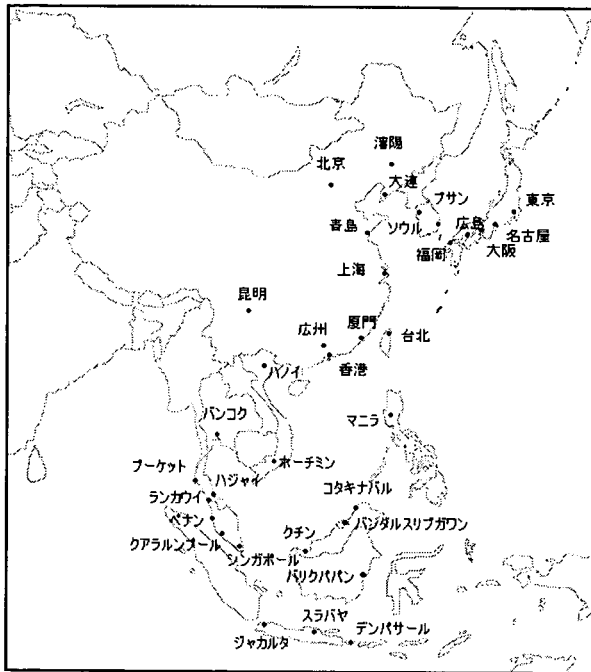 瀋陽
北京
大連
プサン
東京
青島
ソウル
広島
名古屋
福岡
大阪
上海
昆明
広州
厦門
台北
香港
ハノイ
バンコク
マニラ
プーケット
ハジャイ
ホーチミン
ランカウイ
コタキナバル
ペナン
クチン
バンダルスリブガワン
クアラルンプール
シンガポール
バリクパパン
スラバヤ
ジャカルタ
デンパサール